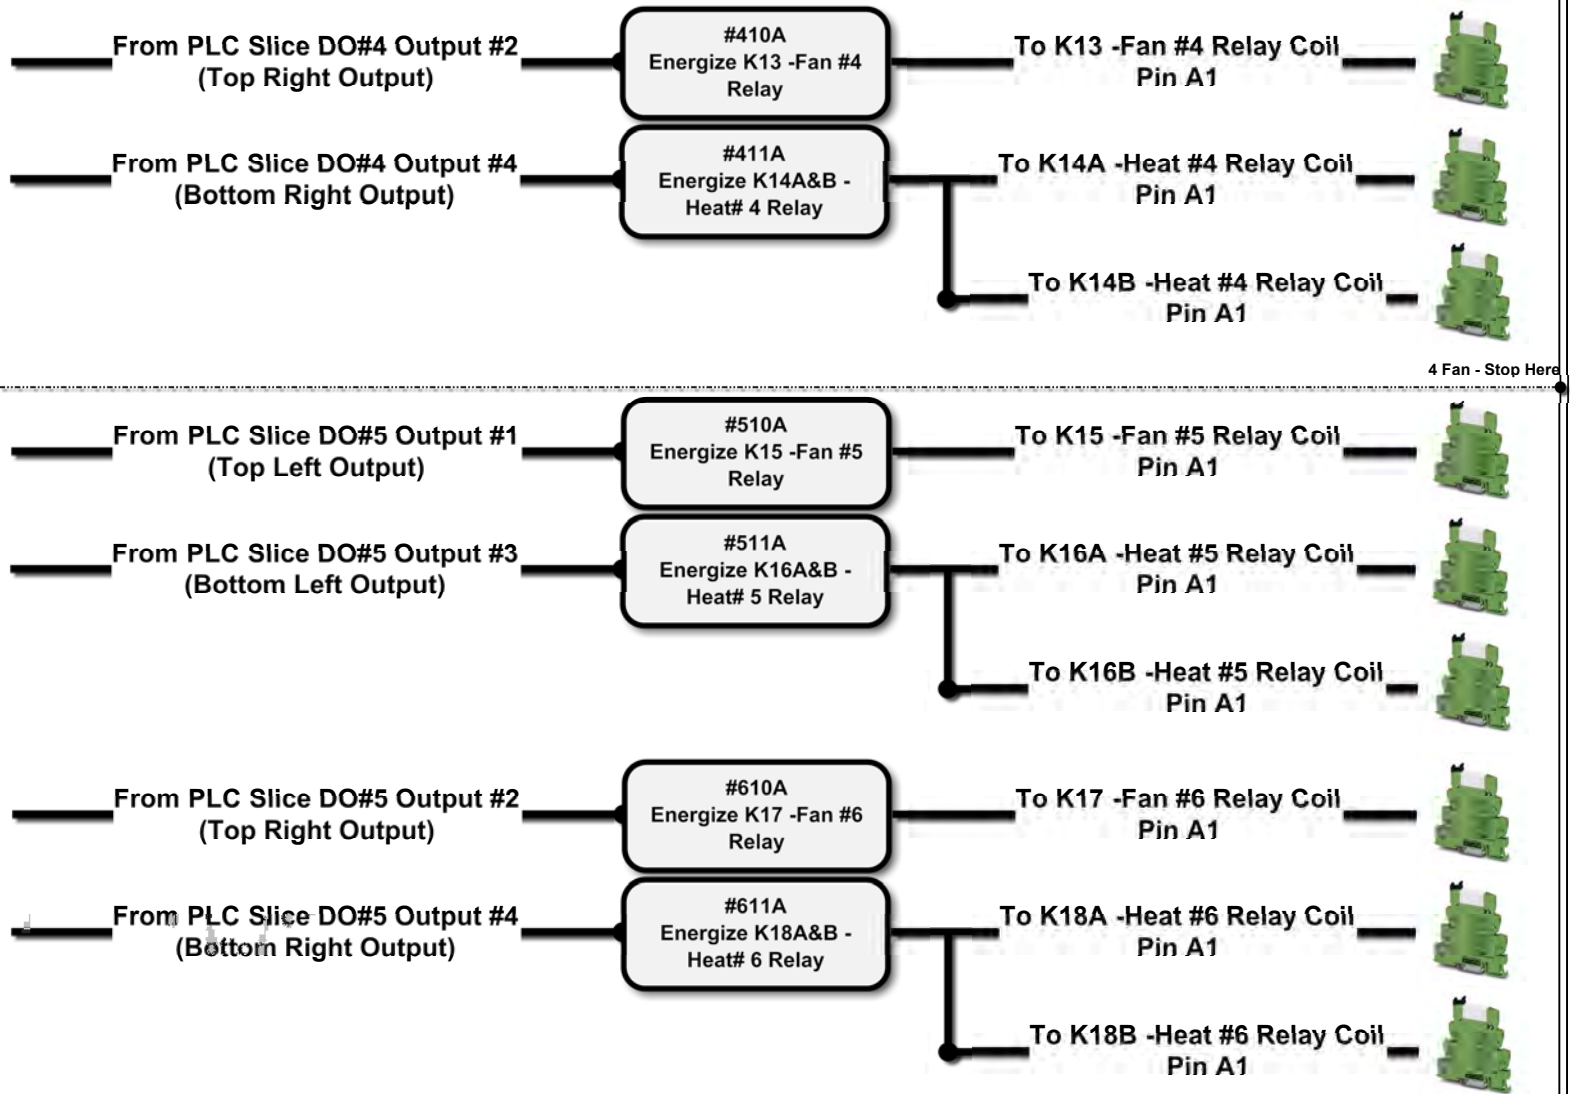 From PLC Slice DO#4 Output #2
(Top Right Output)
#410A
Energize K13 -Fan #4
Relay
To K13 -Fan #4 Relay Coil
Pin A1
From PLC Slice DO#4 Output #4
(Bottom Right Output)
#411A
Energize K14A&B -
Heat# 4 Relay
To K14A -Heat #4 Relay Coil
Pin A1
To K14B -Heat #4 Relay Coil
Pin A1
4 Fan - Stop Here
From PLC Slice DO#5 Output #1
(Top Left Output)
#510A
Energize K15 -Fan #5
Relay
To K15 -Fan #5 Relay Coil
Pin A1
From PLC Slice DO#5 Output #3
(Bottom Left Output)
#511A
Energize K16A&B -
Heat# 5 Relay
To K16A -Heat #5 Relay Coil
Pin A1
To K16B -Heat #5 Relay Coil
Pin A1
From PLC Slice DO#5 Output #2
(Top Right Output)
#610A
Energize K17 -Fan #6
Relay
To K17 -Fan #6 Relay Coil
Pin A1
From PLC Slice DO#5 Output #4
(Bottom Right Output)
#611A
Energize K18A&B -
Heat# 6 Relay
To K18A -Heat #6 Relay Coil
Pin A1
To K18B -Heat #6 Relay Coil
Pin A1